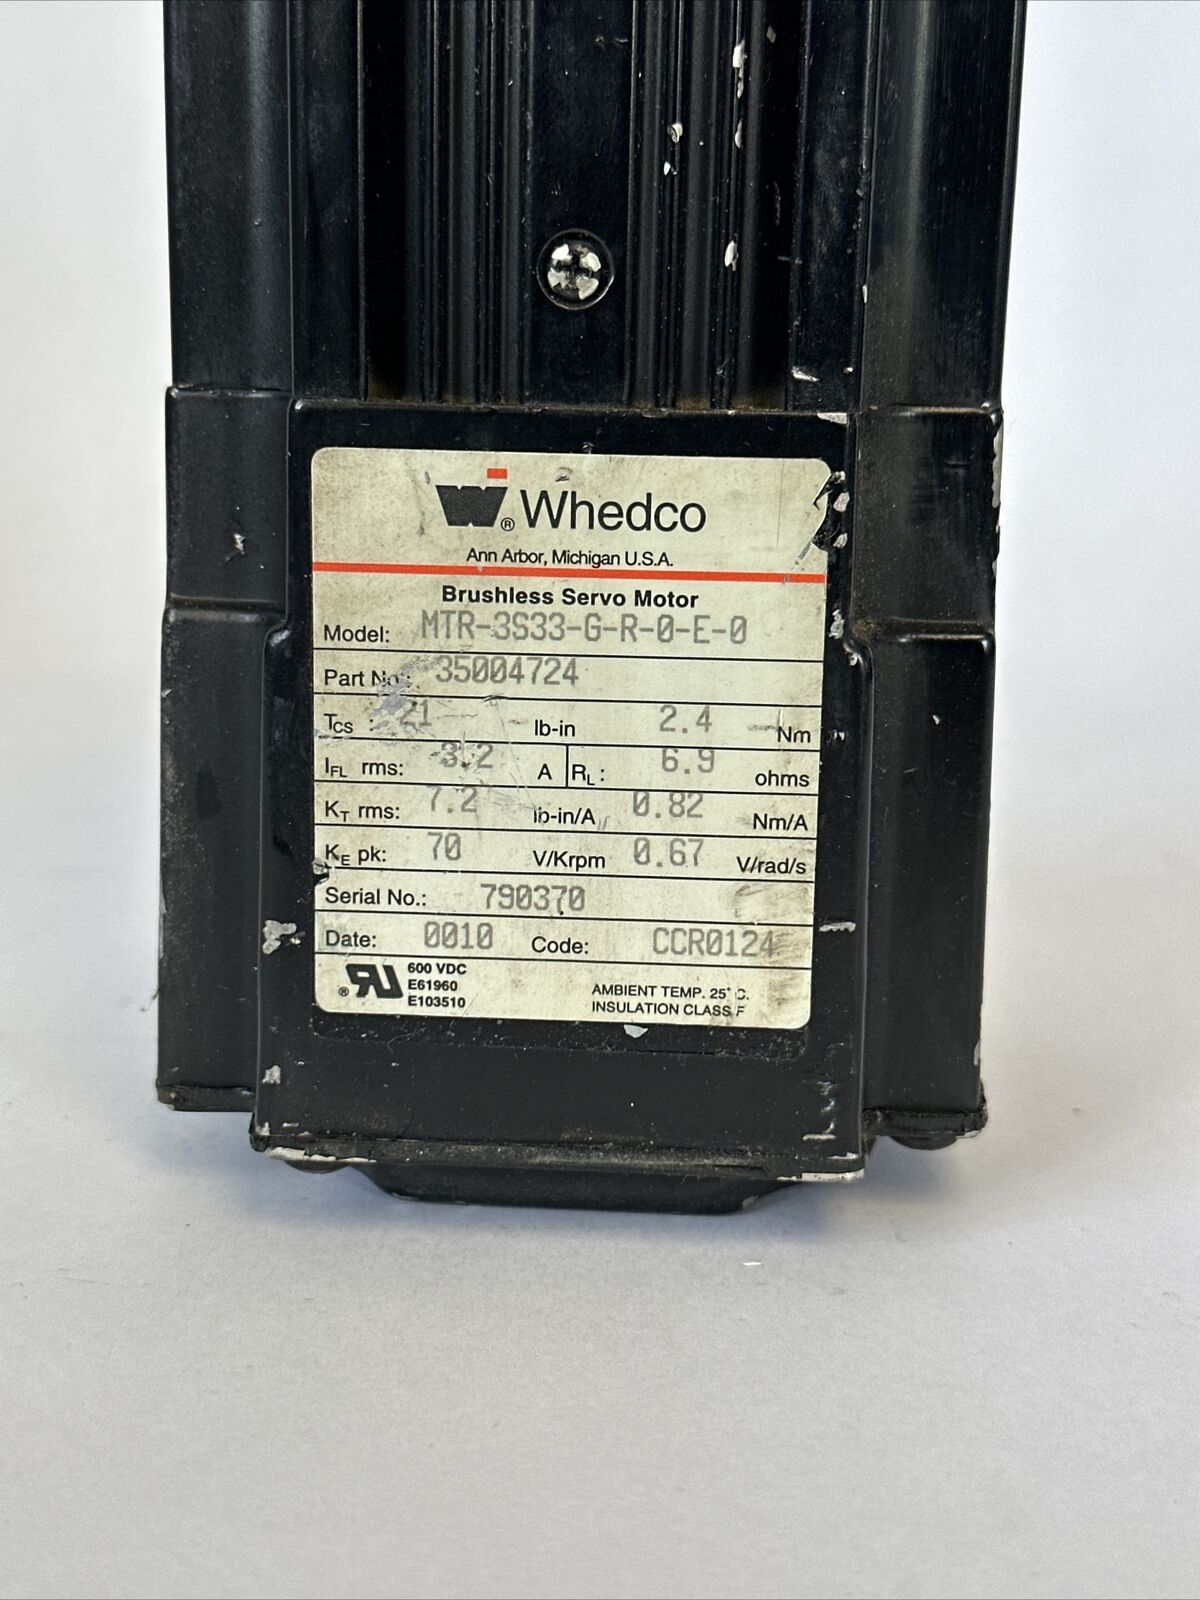 W® Whedco
Ann Arbor, Michigan U.S.A.
Brushless Servo Motor
Model: MTR-3S33-G-R-0-E-0
Part No.: 35004724
TCS : 21 lb-in 2.4 Nm
IFL rms: 3.2 A RL: 6.9 ohms
KT rms: 7.2 lb-in/A 0.82 Nm/A
KE pk: 70 V/Krpm 0.67 V/rad/s
Serial No.: 790370
Date: 0010 Code: CCR0124
600 VDC
® RU E61960
E103510
AMBIENT TEMP. 25° C.
INSULATION CLASS F